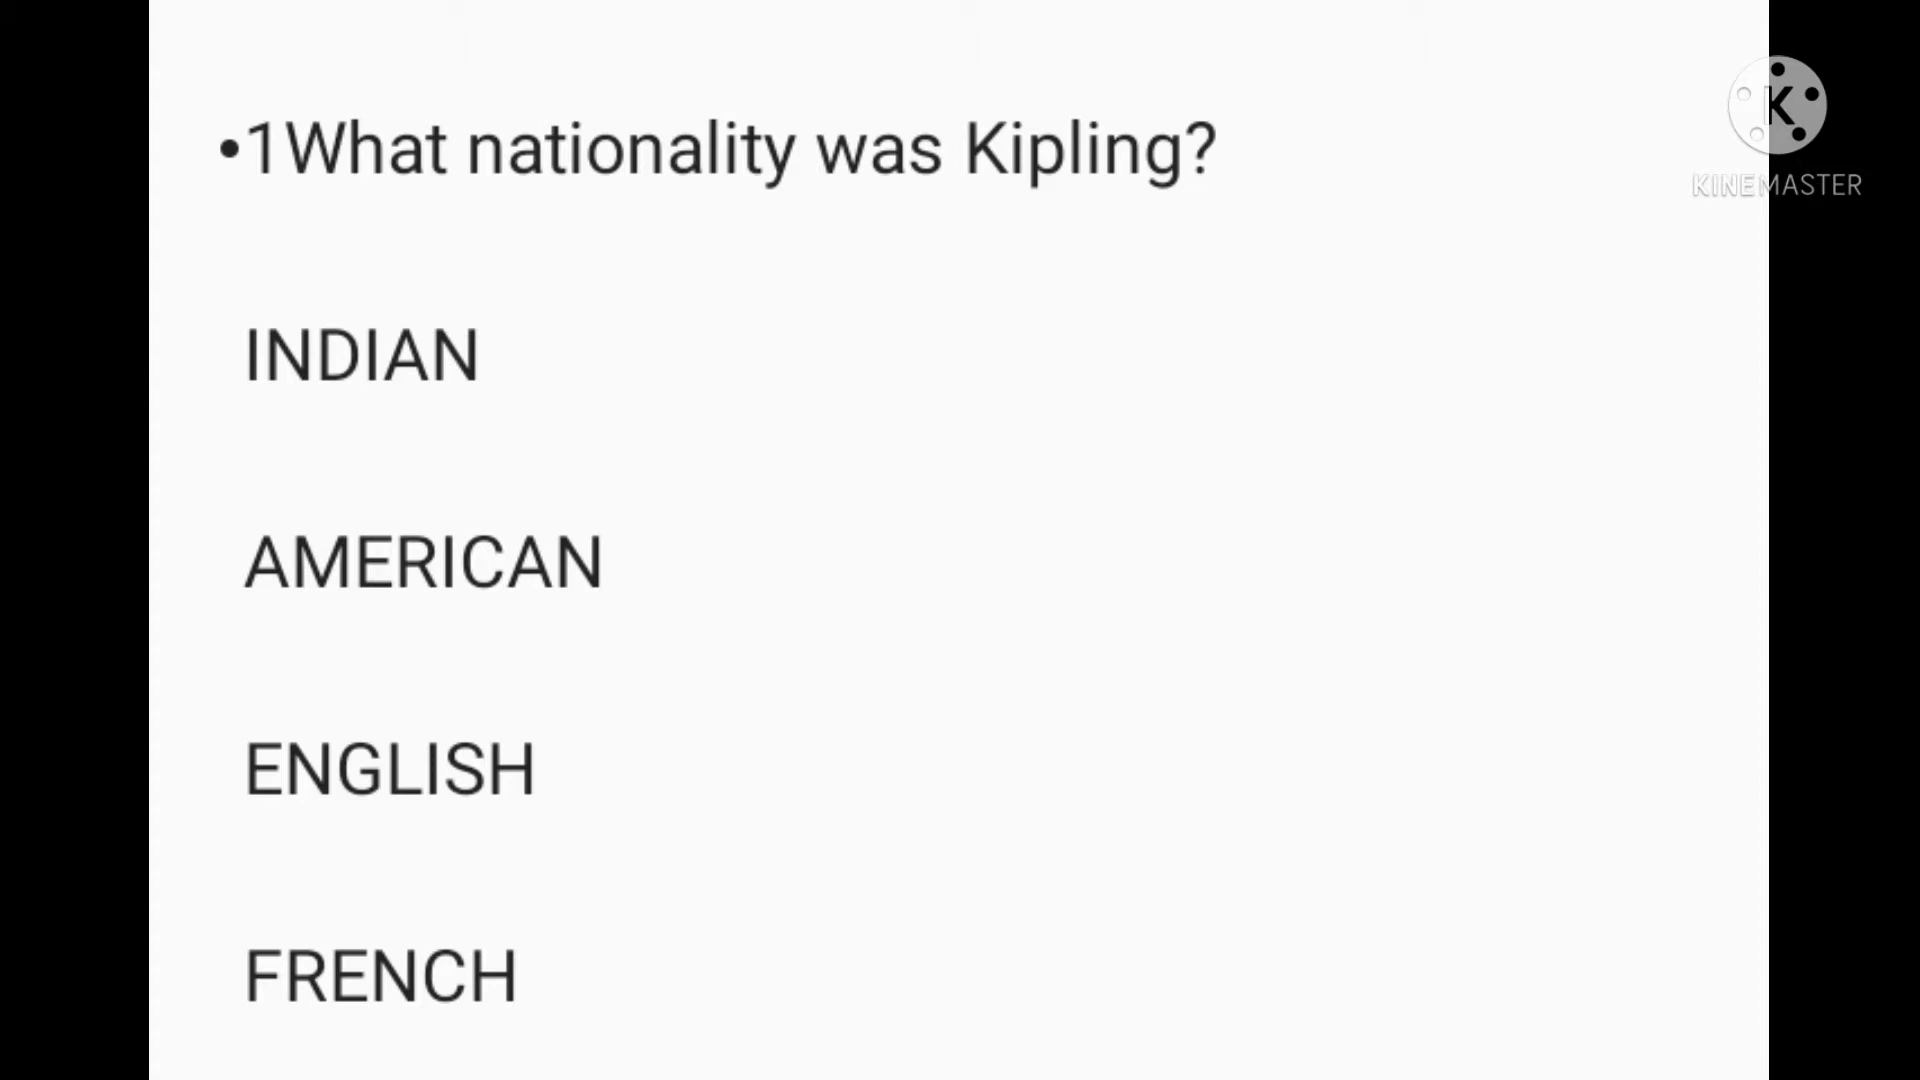 •1What nationality was Kipling?
K
KINEMASTER
INDIAN
AMERICAN
ENGLISH
FRENCH